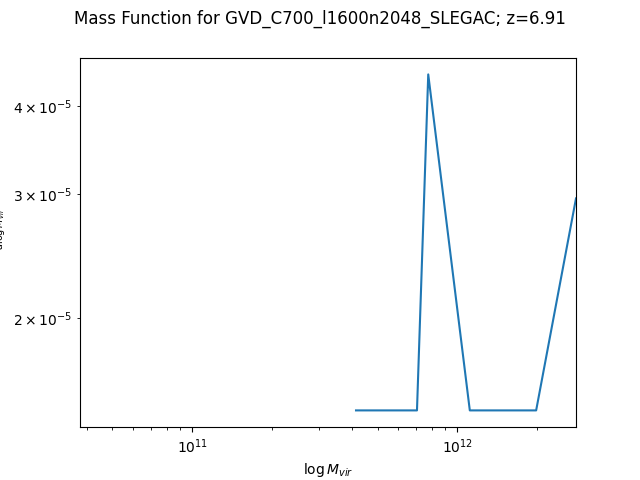 Mass Function for GVD_C700_l1600n2048_SLEGAC; z=6.91
4 × 10⁻⁵
3 × 10⁻⁵
2 × 10⁻⁵
10¹¹
10¹²
log M_vir